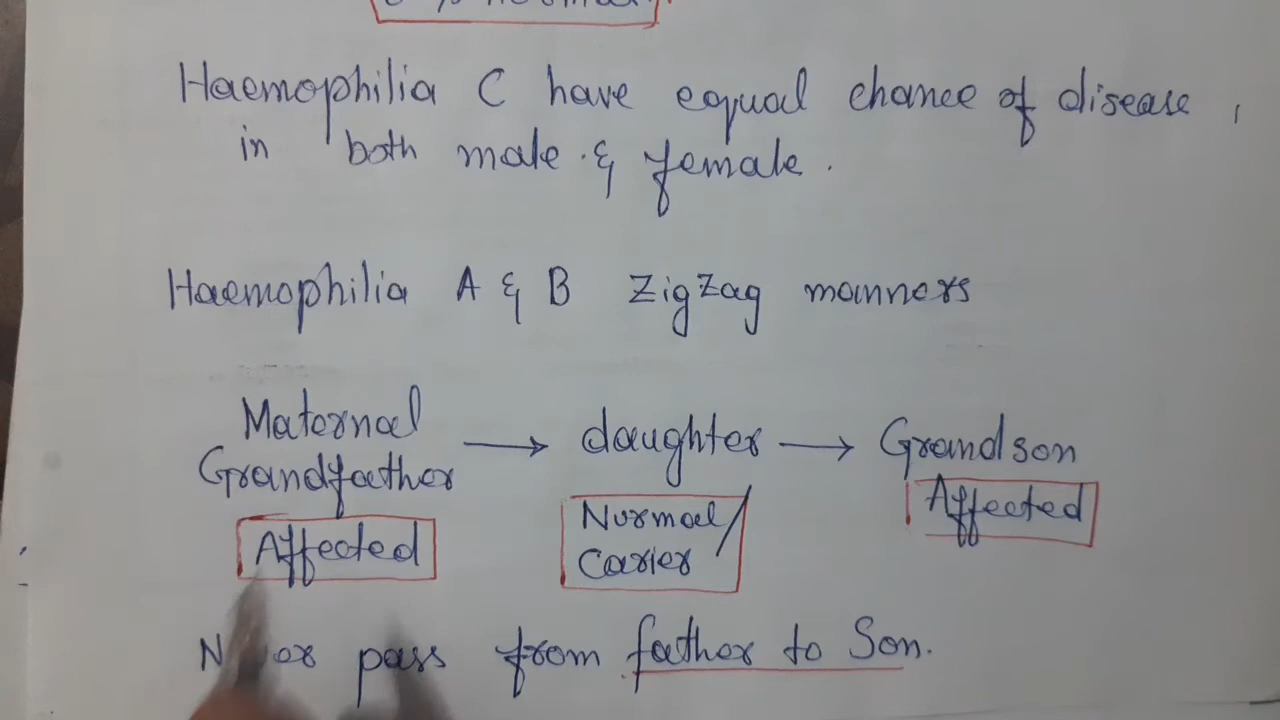 Haemophilia C have equal chance of disease,
in both male & female.
Haemophilia A & B ZigZag manners
Maternal
Grandfather → daughter → Grandson
Affected
Normal/
Carier
Affected
pass from father to Son.